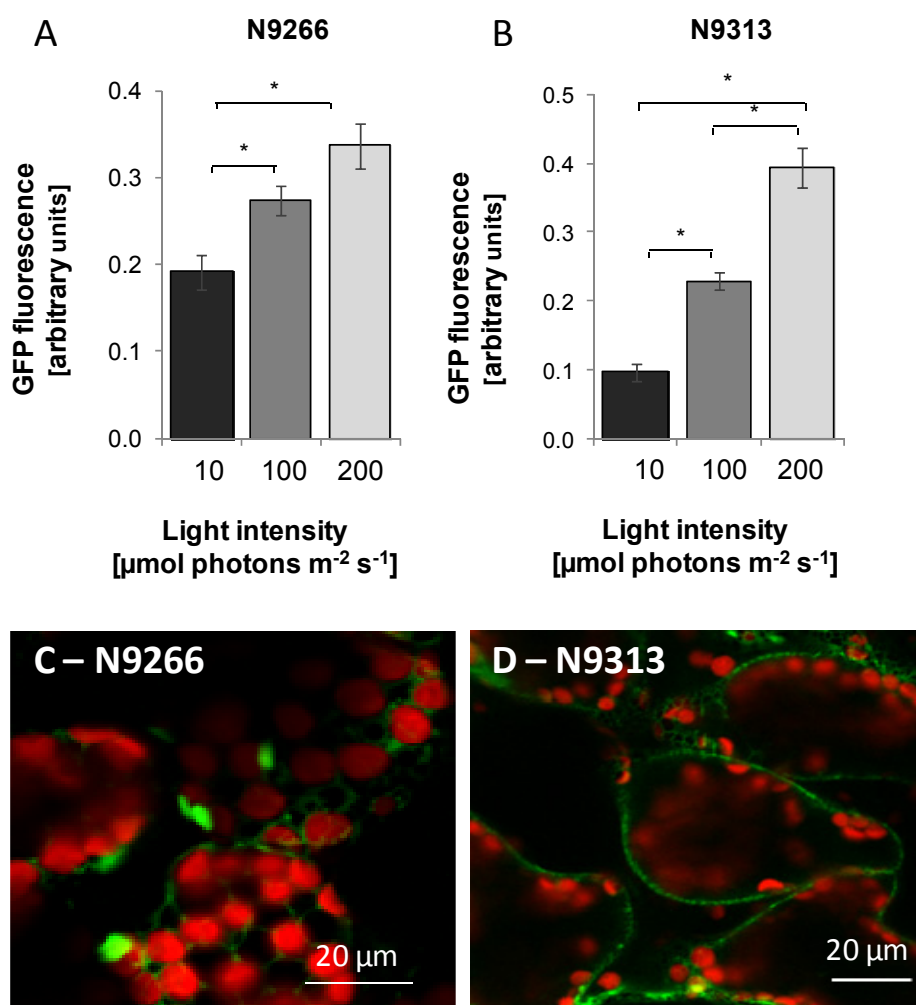 A
N9266
GFP fluorescence
[arbitrary units]
0.4
0.3
0.2
0.1
0.0
*
*
10 100 200
Light intensity
[µmol photons m⁻² s⁻¹]
B
N9313
GFP fluorescence
[arbitrary units]
0.5
0.4
0.3
0.2
0.1
0.0
*
*
*
10 100 200
Light intensity
[µmol photons m⁻² s⁻¹]
C – N9266
20 µm
D – N9313
20 µm